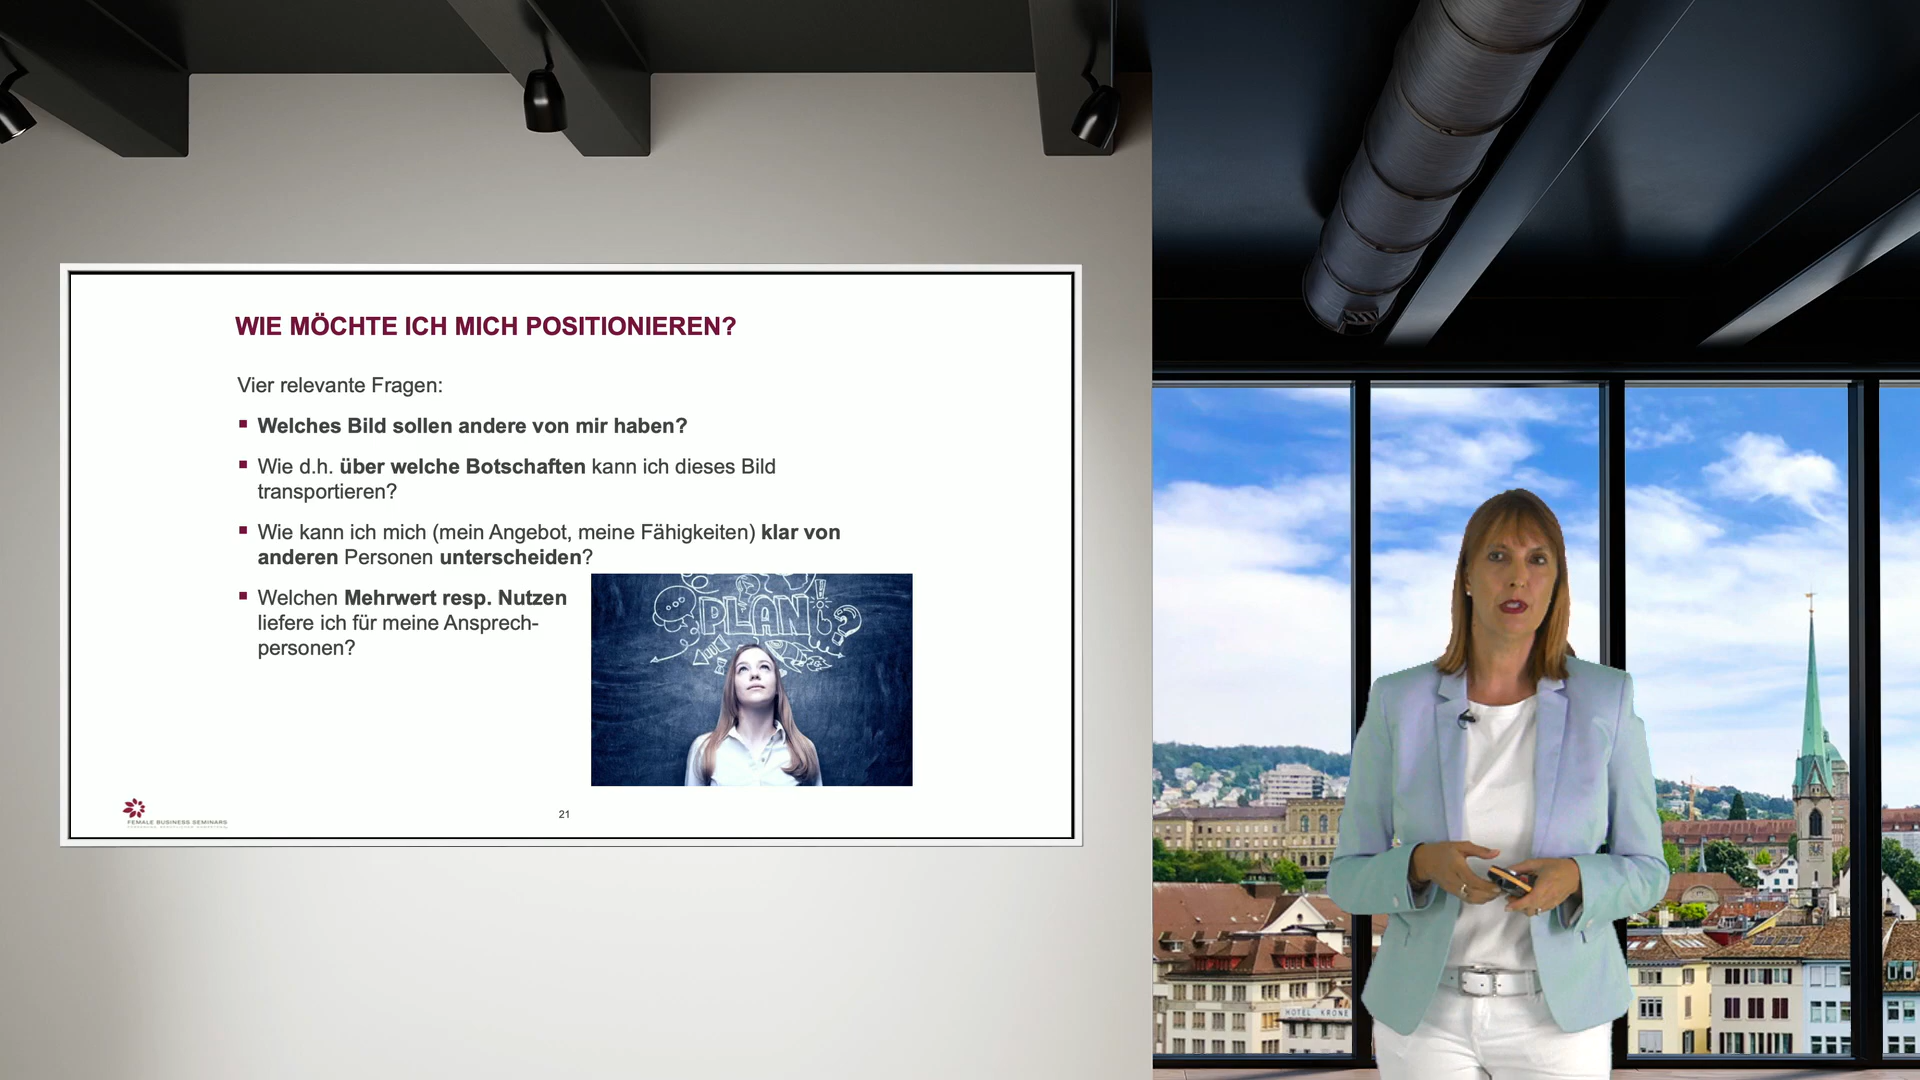 WIE MÖCHTE ICH MICH POSITIONIEREN?
Vier relevante Fragen:
Welches Bild sollen andere von mir haben?
Wie d.h. über welche Botschaften kann ich dieses Bild
transportieren?
Wie kann ich mich (mein Angebot, meine Fähigkeiten) klar von
anderen Personen unterscheiden?
Welchen Mehrwert resp. Nutzen
liefere ich für meine Ansprech-
personen?
PLAN
FEMALE BUSINESS SEMINARS
21
HOTEL KRONE